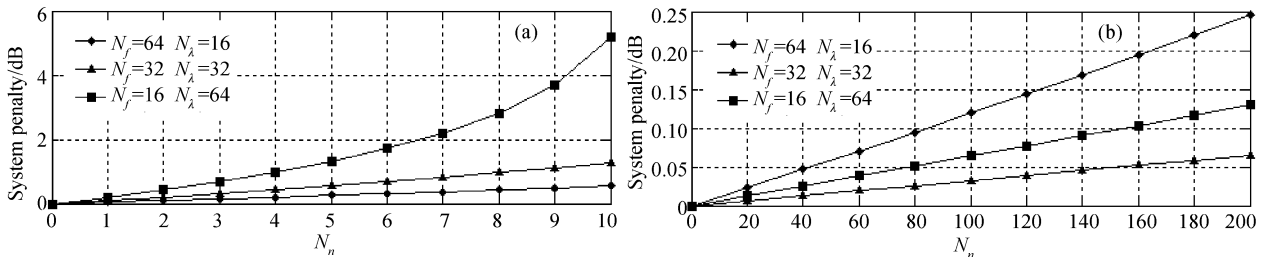 System penalty/dB
6
4
2
0
(a)
N_f=64 N_λ=16
N_f=32 N_λ=32
N_f=16 N_λ=64
0 1 2 3 4 5 6 7 8 9 10
N_n
System penalty/dB
0.25
0.20
0.15
0.10
0.05
0
(b)
N_f=64 N_λ=16
N_f=32 N_λ=32
N_f=16 N_λ=64
0 20 40 60 80 100 120 140 160 180 200
N_n